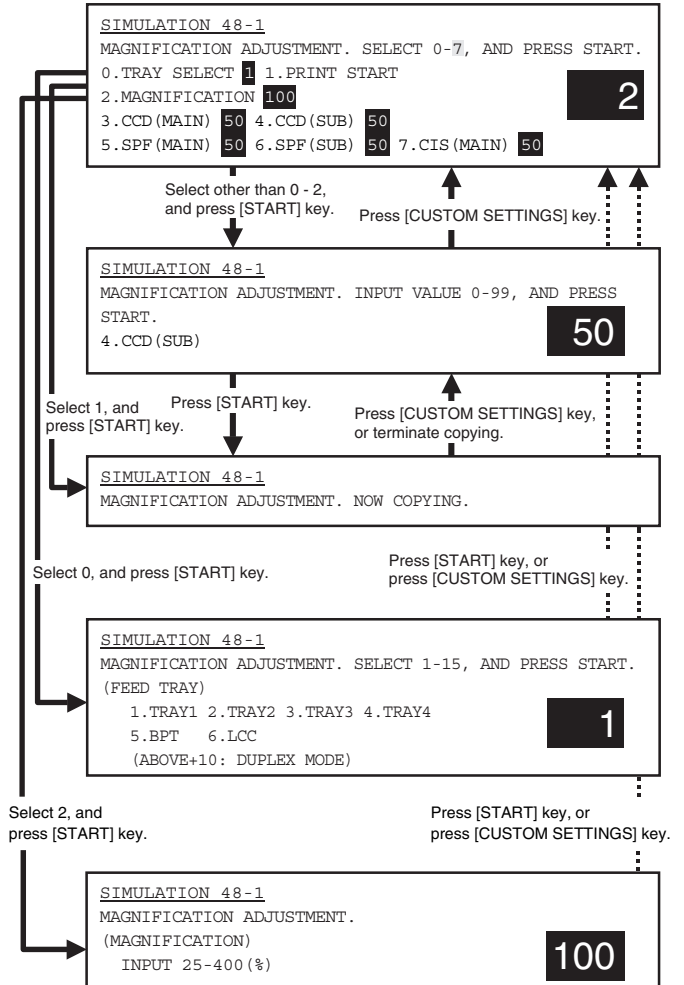 SIMULATION 48-1
MAGNIFICATION ADJUSTMENT. SELECT 0-7, AND PRESS START.
0.TRAY SELECT 1 1.PRINT START
2.MAGNIFICATION 100
2
3.CCD(MAIN) 50 4.CCD(SUB) 50
5.SPF(MAIN) 50 6.SPF(SUB) 50 7.CIS(MAIN) 50
Select other than 0 - 2,
and press [START] key.
Press [CUSTOM SETTINGS] key.
SIMULATION 48-1
MAGNIFICATION ADJUSTMENT. INPUT VALUE 0-99, AND PRESS
START.
50
4.CCD(SUB)
Select 1, and
press [START] key.
Press [START] key.
Press [CUSTOM SETTINGS] key,
or terminate copying.
SIMULATION 48-1
MAGNIFICATION ADJUSTMENT. NOW COPYING.
Select 0, and press [START] key.
Press [START] key, or
press [CUSTOM SETTINGS] key.
SIMULATION 48-1
MAGNIFICATION ADJUSTMENT. SELECT 1-15, AND PRESS START.
(FEED TRAY)
1.TRAY1 2.TRAY2 3.TRAY3 4.TRAY4
1
5.BPT 6.LCC
(ABOVE+10: DUPLEX MODE)
Select 2, and
press [START] key.
Press [START] key, or
press [CUSTOM SETTINGS] key.
SIMULATION 48-1
MAGNIFICATION ADJUSTMENT.
(MAGNIFICATION)
100
INPUT 25-400(%)